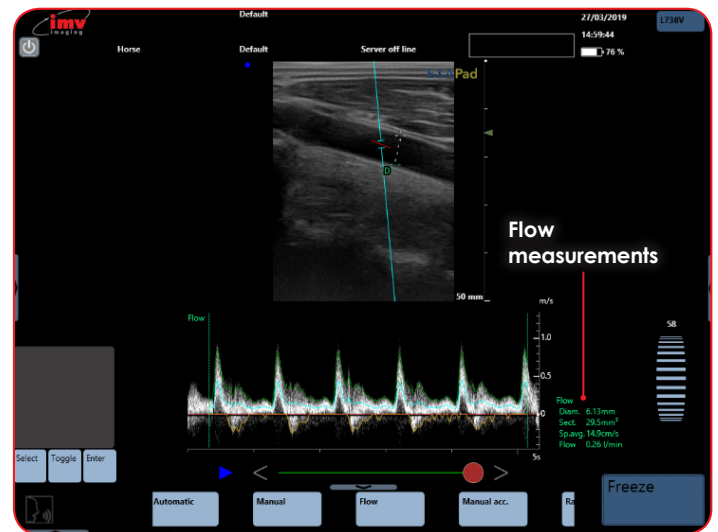 imv
imaging
Default
27/03/2019
L738V
14:59:44
Horse
Default
Server off line
76 %
Pad
D
Flow
measurements
50 mm
m/s
Flow
1.0
0.5
0
58
Flow
Diam. 6.13mm
Sect. 29.5mm²
Sp.avg. 14.9cm/s
Flow 0.26 l/min
5s
Select
Toggle
Enter
Automatic
Manual
Flow
Manual acc.
Ra
Freeze